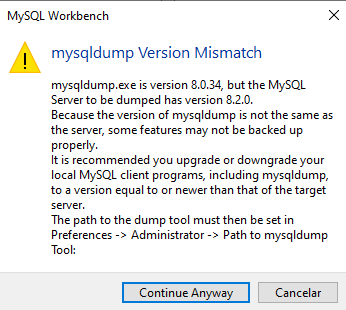 MySQL Workbench
mysqldump Version Mismatch
mysqldump.exe is version 8.0.34, but the MySQL
Server to be dumped has version 8.2.0.
Because the version of mysqldump is not the same as
the server, some features may not be backed up
properly.
It is recommended you upgrade or downgrade your
local MySQL client programs, including mysqldump,
to a version equal to or newer than that of the target
server.
The path to the dump tool must then be set in
Preferences -> Administrator -> Path to mysqldump
Tool:
Continue Anyway
Cancelar